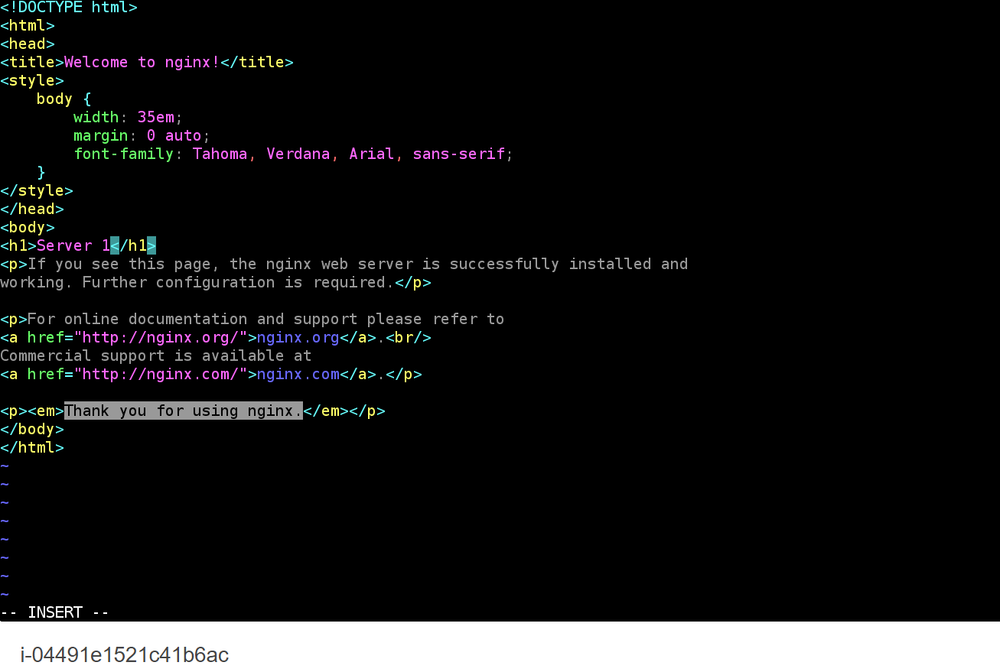 <!DOCTYPE html>
<html>
<head>
<title>Welcome to nginx!</title>
<style>
    body {
        width: 35em;
        margin: 0 auto;
        font-family: Tahoma, Verdana, Arial, sans-serif;
    }
</style>
</head>
<body>
<h1>Server 1</h1>
<p>If you see this page, the nginx web server is successfully installed and
working. Further configuration is required.</p>

<p>For online documentation and support please refer to
<a href="http://nginx.org/">nginx.org</a>.<br/>
Commercial support is available at
<a href="http://nginx.com/">nginx.com</a>.</p>

<p><em>Thank you for using nginx.</em></p>
</body>
</html>
~
~
~
~
~
~
~
~
-- INSERT --
i-04491e1521c41b6ac